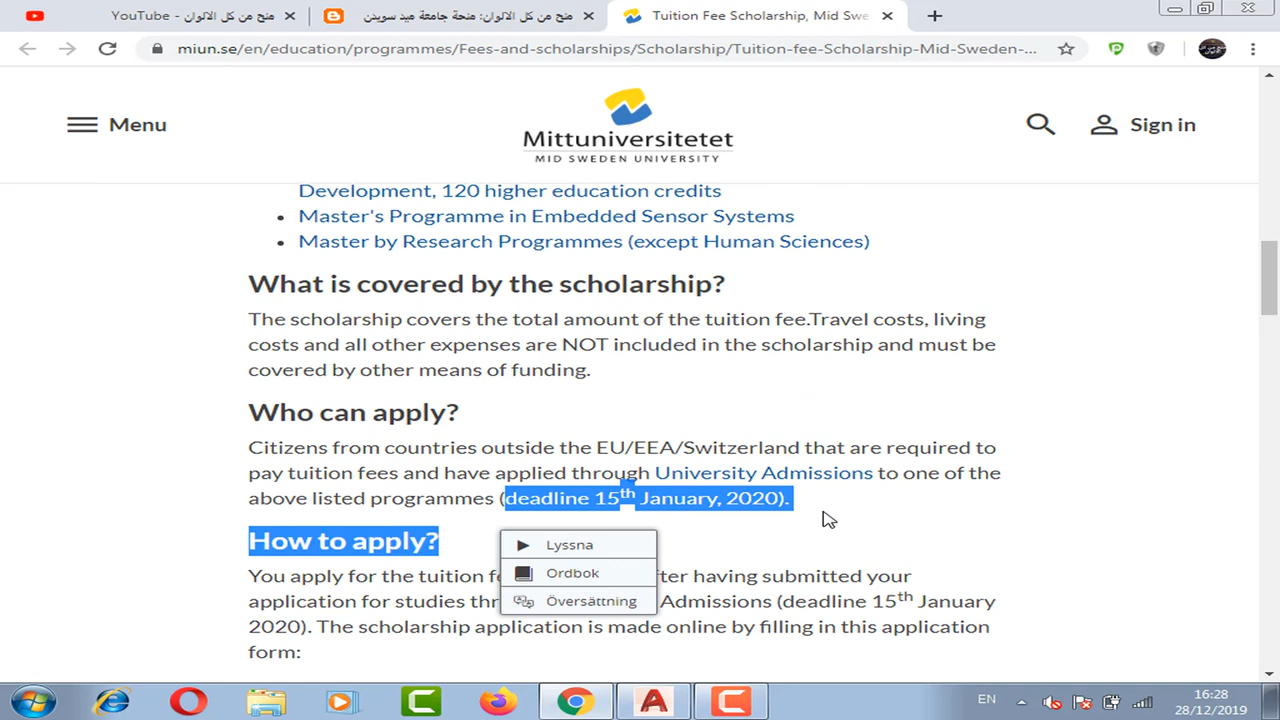 YouTube - منح من كل الالوان
منح من كل الالوان: منحة جامعة ميد سويدن
Tuition Fee Scholarship, Mid Swe
miun.se/en/education/programmes/Fees-and-scholarships/Scholarship/Tuition-fee-Scholarship-Mid-Sweden-...
Menu
Mittuniversitetet
MID SWEDEN UNIVERSITY
Sign in
Development, 120 higher education credits
Master's Programme in Embedded Sensor Systems
Master by Research Programmes (except Human Sciences)
What is covered by the scholarship?
The scholarship covers the total amount of the tuition fee.Travel costs, living
costs and all other expenses are NOT included in the scholarship and must be
covered by other means of funding.
Who can apply?
Citizens from countries outside the EU/EEA/Switzerland that are required to
pay tuition fees and have applied through University Admissions to one of the
above listed programmes (deadline 15th January, 2020).
How to apply?
You apply for the tuition fe
ter having submitted your
application for studies thr
Admissions (deadline 15th January
2020). The scholarship application is made online by filling in this application
form:
Lyssna
Ordbok
Översättning
EN
16:28
28/12/2019